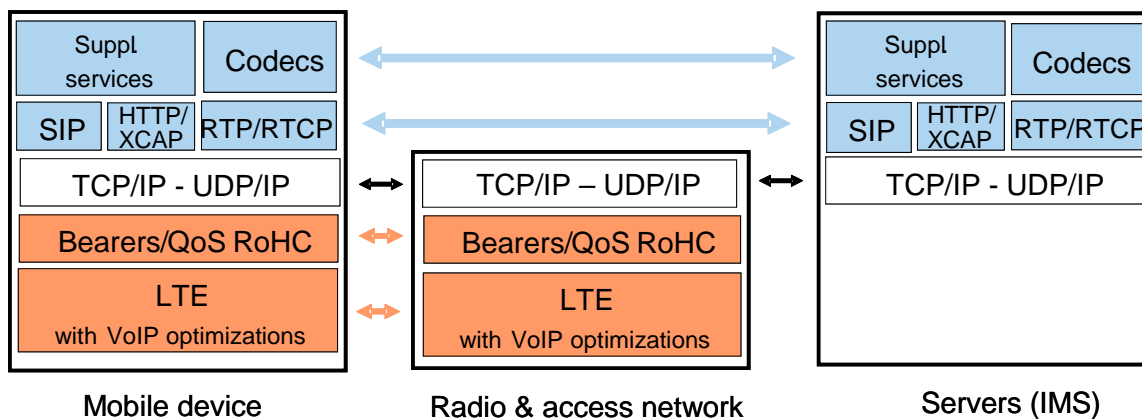 Suppl.
services
Codecs
SIP
HTTP/
XCAP
RTP/RTCP
TCP/IP - UDP/IP
Bearers/QoS RoHC
LTE
with VoIP optimizations
Mobile device
TCP/IP – UDP/IP
Bearers/QoS RoHC
LTE
with VoIP optimizations
Radio & access network
Suppl.
services
Codecs
SIP
HTTP/
XCAP
RTP/RTCP
TCP/IP - UDP/IP
Servers (IMS)